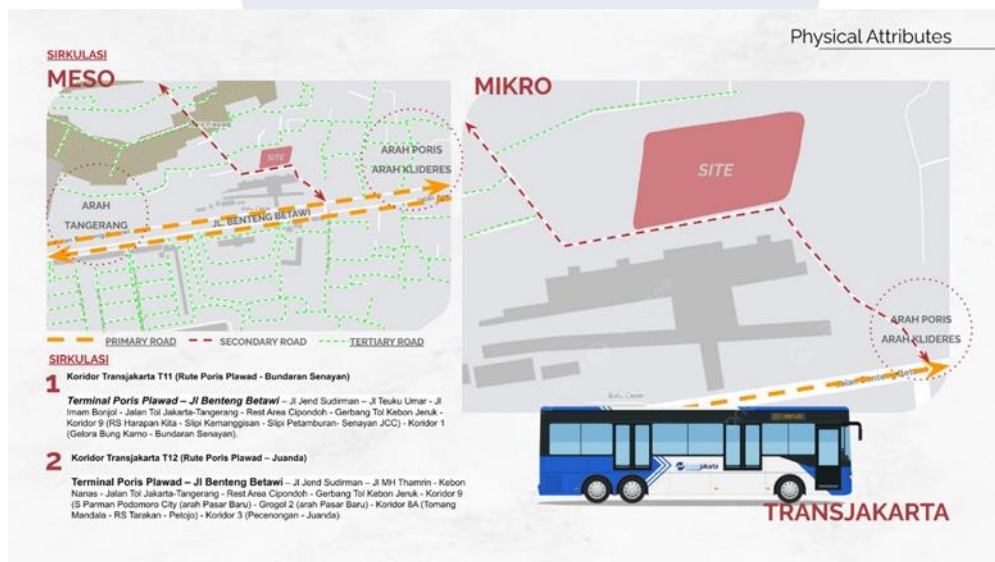 Physical Attributes
SIRKULASI
MESO
SITE
ARAH PORIS
ARAH KLIDERES
ARAH
TANGERANG
JL. BENTENG BETAWI
PRIMARY ROAD
SECONDARY ROAD
TERTIARY ROAD
SIRKULASI
1
Koridor Transjakarta T11 (Rute Poris Plawad - Bundaran Senayan)
Terminal Poris Plawad – Jl Benteng Betawi – Jl Jend Sudirman – Jl Teuku Umar - Jl
Imam Bonjol - Jalan Tol Jakarta-Tangerang - Rest Area Cipondoh - Gerbang Tol Kebon Jeruk -
Koridor 9 (RS Harapan Kita - Slipi Kemanggisan - Slipi Petamburan- Senayan JCC) - Koridor 1
(Gelora Bung Karno - Bundaran Senayan).
2
Koridor Transjakarta T12 (Rute Poris Plawad – Juanda)
Terminal Poris Plawad – Jl Benteng Betawi – Jl Jend Sudirman – Jl MH Thamrin - Kebon
Nanas - Jalan Tol Jakarta-Tangerang - Rest Area Cipondoh - Gerbang Tol Kebon Jeruk - Koridor 9
(S Parman Podomoro City (arah Pasar Baru) - Grogol 2 (arah Pasar Baru) - Koridor 8A (Tomang
Mandala - RS Tarakan - Petojo) - Koridor 3 (Pecenongan - Juanda).
MIKRO
SITE
ARAH PORIS
ARAH KLIDERES
Jalan Benteng
Batu Ceper
transjakarta
TRANSJAKARTA